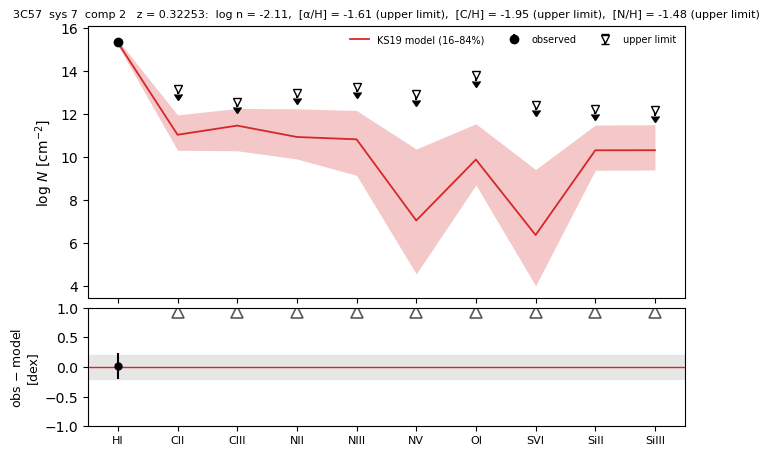 3C57  sys 7  comp 2   z = 0.32253:  log n = -2.11,  [α/H] = -1.61 (upper limit),  [C/H] = -1.95 (upper limit),  [N/H] = -1.48 (upper limit)
KS19 model (16–84%)
observed
upper limit
log N [cm⁻²]
16
14
12
10
8
6
4
obs − model
[dex]
1.0
0.5
0.0
−0.5
−1.0
HI
CII
CIII
NII
NIII
NV
OI
SVI
SiII
SiIII